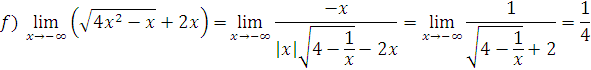 f) lim_{x→−∞} (√(4x² − x) + 2x) = lim_{x→−∞} −x / (|x|√(4 − 1/x) − 2x) = lim_{x→−∞} 1 / (√(4 − 1/x) + 2) = 1/4